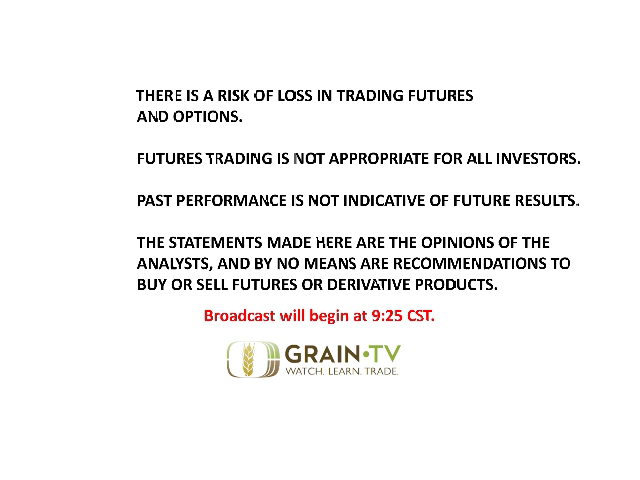 THERE IS A RISK OF LOSS IN TRADING FUTURES
AND OPTIONS.
FUTURES TRADING IS NOT APPROPRIATE FOR ALL INVESTORS.
PAST PERFORMANCE IS NOT INDICATIVE OF FUTURE RESULTS.
THE STATEMENTS MADE HERE ARE THE OPINIONS OF THE
ANALYSTS, AND BY NO MEANS ARE RECOMMENDATIONS TO
BUY OR SELL FUTURES OR DERIVATIVE PRODUCTS.
Broadcast will begin at 9:25 CST.
GRAIN•TV
WATCH. LEARN. TRADE.